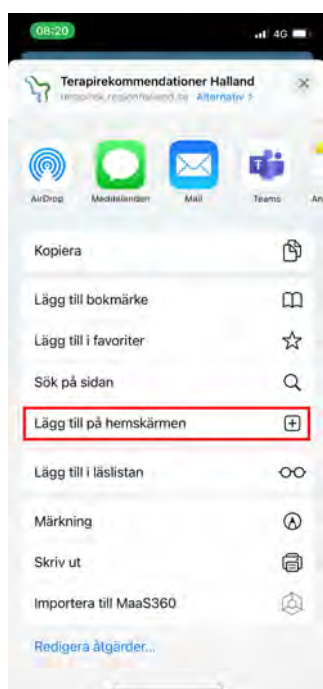 08:20
4G
Terapirekommendationer Halland
terapirek.regionhalland.se Alternativ >
AirDrop
Meddelanden
Mail
Teams
An
Kopiera
Lägg till bokmärke
Lägg till i favoriter
Sök på sidan
Lägg till på hemskärmen
Lägg till i läslistan
Märkning
Skriv ut
Importera till MaaS360
Redigera åtgärder...